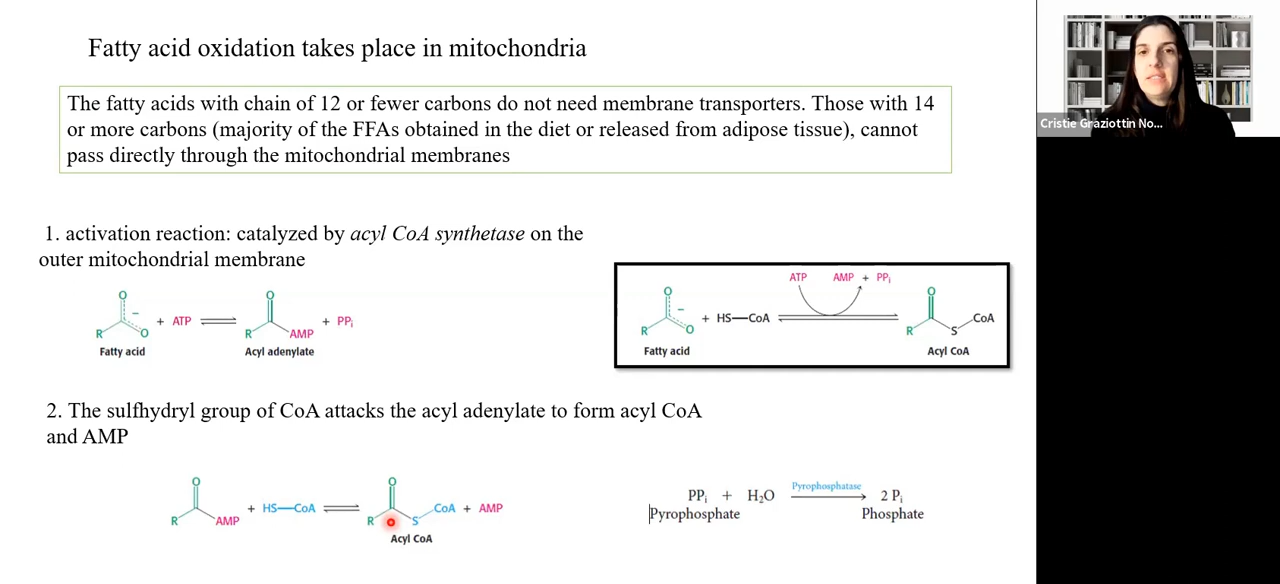 Fatty acid oxidation takes place in mitochondria
The fatty acids with chain of 12 or fewer carbons do not need membrane transporters. Those with 14
or more carbons (majority of the FFAs obtained in the diet or released from adipose tissue), cannot
pass directly through the mitochondrial membranes
Cristie Graziottin No...
1. activation reaction: catalyzed by acyl CoA synthetase on the
outer mitochondrial membrane
O
R
O
–
+ ATP
O
R
AMP
+ PPi
Fatty acid
Acyl adenylate
ATP
AMP + PPi
O
R
O
–
+ HS—CoA
O
R
S
CoA
Fatty acid
Acyl CoA
2. The sulfhydryl group of CoA attacks the acyl adenylate to form acyl CoA
and AMP
O
R
AMP
+ HS—CoA
O
R
S
CoA + AMP
Acyl CoA
PPi + H2O
Pyrophosphatase
2 Pi
Pyrophosphate
Phosphate